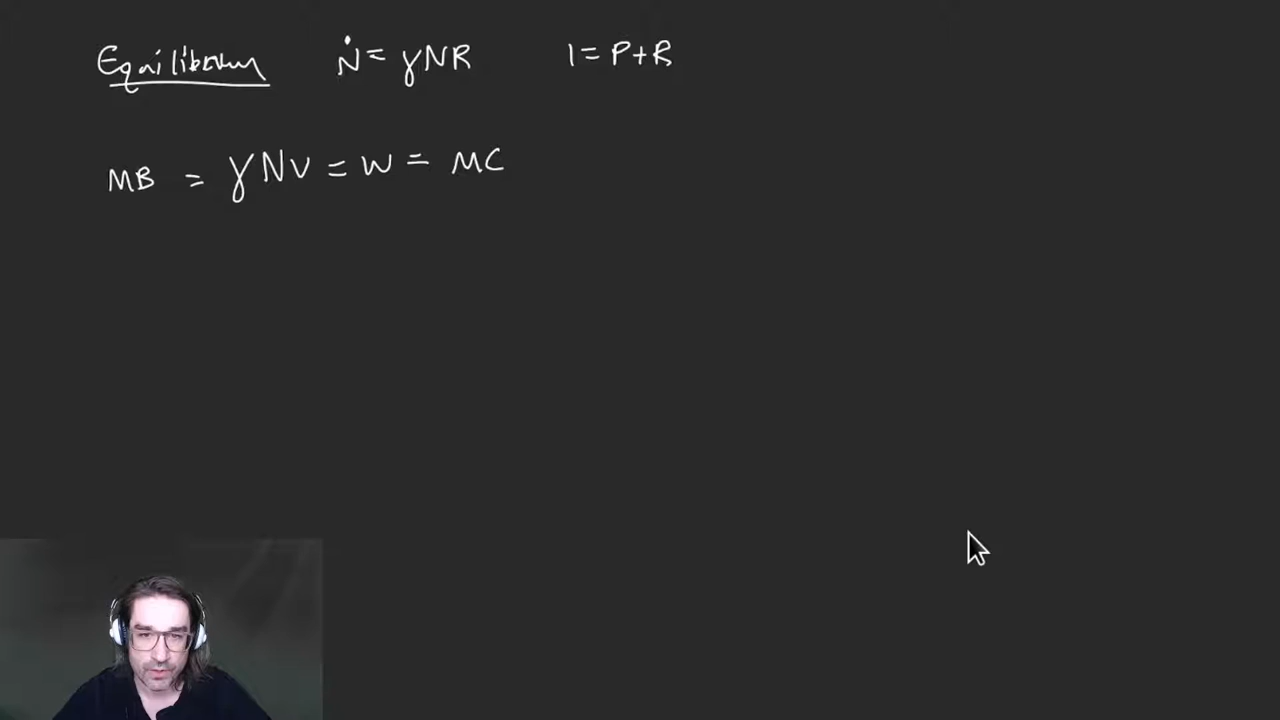 Equilibrium Ṅ = γNR 1 = P+R
MB = γNv = w = MC